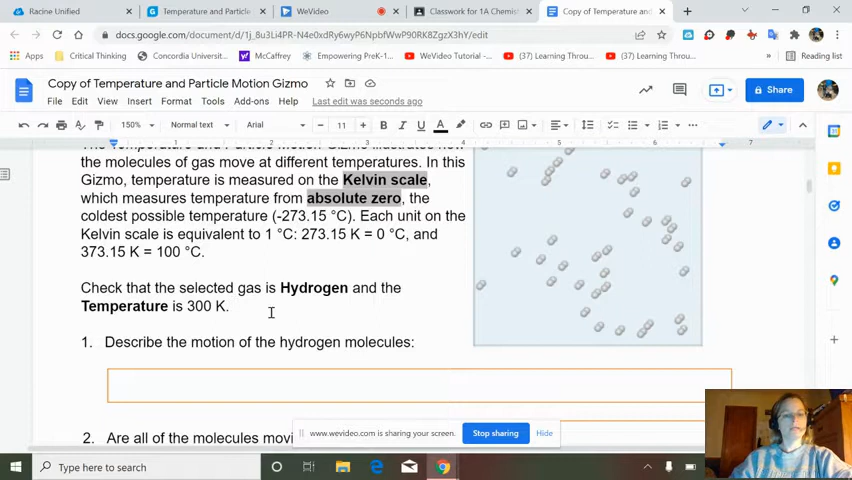 Racine Unified
Temperature and Particle
WeVideo
Classwork for 1A Chemist
Copy of Temperature and
docs.google.com/document/d/1j_8u3Li4PR-N4e0xdRy6wyP6NpbfWwP90RK8ZgzX3hY/edit
Apps
Critical Thinking
Concordia University
McCaffrey
Empowering PreK-1
WeVideo Tutorial -
(37) Learning Throu
(37) Learning Throu
Reading list
Copy of Temperature and Particle Motion Gizmo
File Edit View Insert Format Tools Add-ons Help Last edit was seconds ago
Share
150% Normal text Arial 11 B I U A
the molecules of gas move at different temperatures. In this
Gizmo, temperature is measured on the Kelvin scale,
which measures temperature from absolute zero, the
coldest possible temperature (-273.15 °C). Each unit on the
Kelvin scale is equivalent to 1 °C: 273.15 K = 0 °C, and
373.15 K = 100 °C.
Check that the selected gas is Hydrogen and the
Temperature is 300 K.
1. Describe the motion of the hydrogen molecules:
2. Are all of the molecules movi
www.wevideo.com is sharing your screen.
Stop sharing
Hide
Type here to search